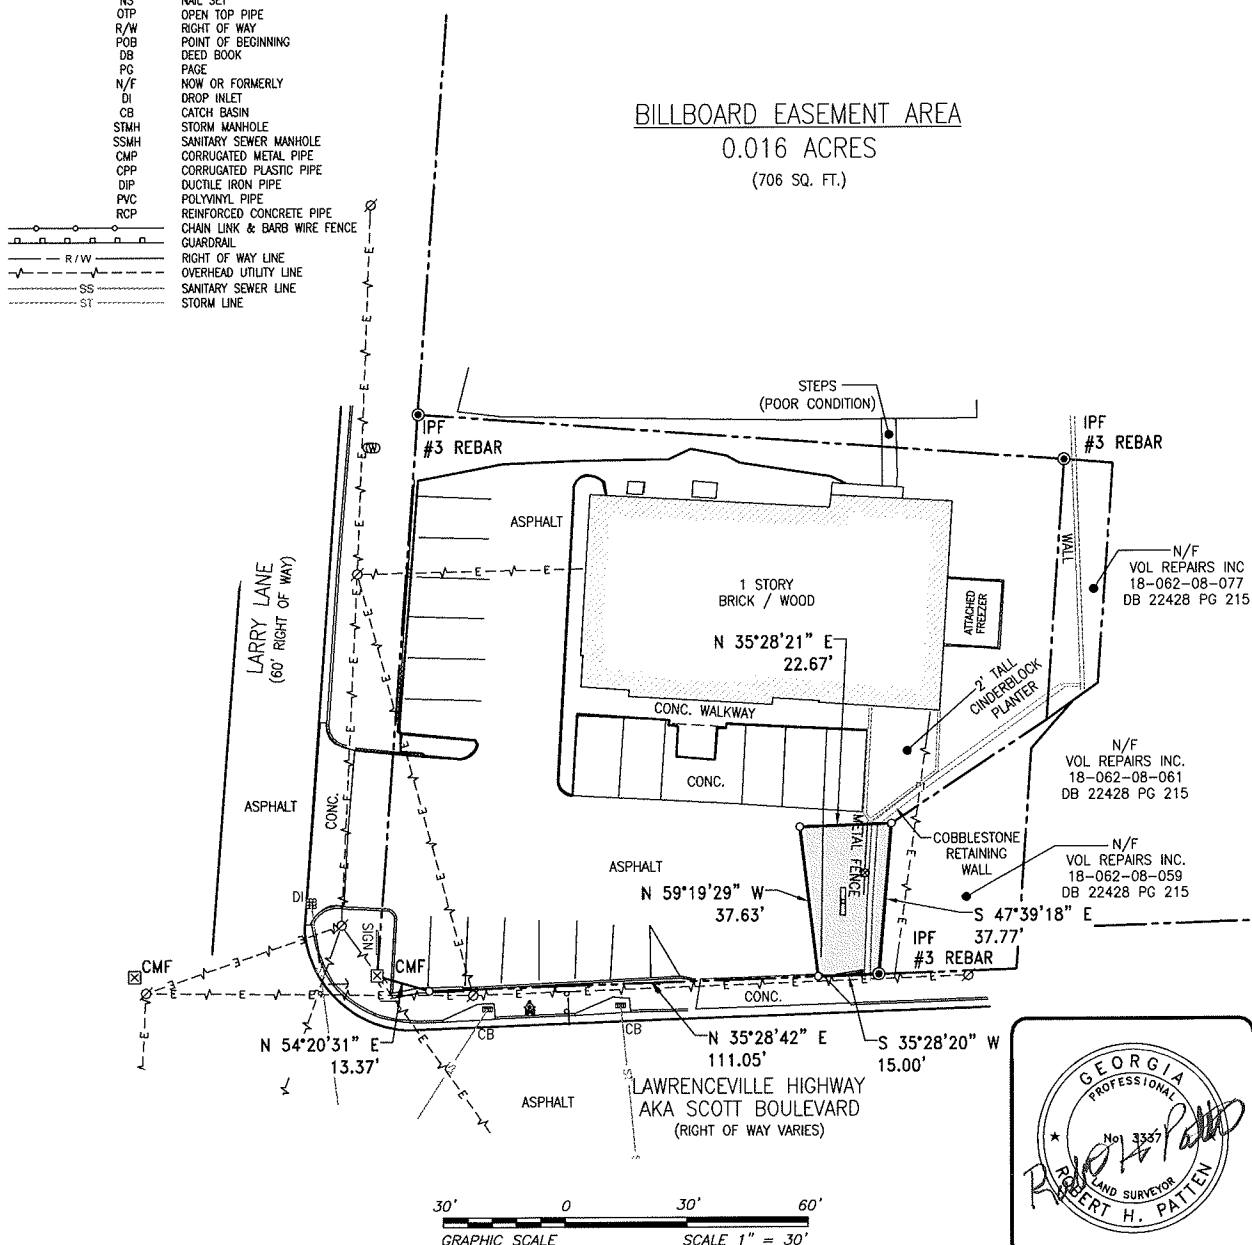 NS NAIL SET
OTP OPEN TOP PIPE
R/W RIGHT OF WAY
POB POINT OF BEGINNING
DB DEED BOOK
PG PAGE
N/F NOW OR FORMERLY
DI DROP INLET
CB CATCH BASIN
STMH STORM MANHOLE
SSMH SANITARY SEWER MANHOLE
CMP CORRUGATED METAL PIPE
CPP CORRUGATED PLASTIC PIPE
DIP DUCTILE IRON PIPE
PVC POLYVINYL PIPE
RCP REINFORCED CONCRETE PIPE
CHAIN LINK & BARB WIRE FENCE
GUARDRAIL
R/W RIGHT OF WAY LINE
OVERHEAD UTILITY LINE
SS SANITARY SEWER LINE
ST STORM LINE
BILLBOARD EASEMENT AREA
0.016 ACRES
(706 SQ. FT.)
STEPS
(POOR CONDITION)
IPF
#3 REBAR
IPF
#3 REBAR
ASPHALT
WALL
1 STORY
BRICK / WOOD
ATTACHED
FREEZER
N/F
VOL REPAIRS INC
18-062-08-077
DB 22428 PG 215
LARRY LANE
(60' RIGHT OF WAY)
N 35°28'21" E
22.67'
2' TALL
CINDERBLOCK
PLANTER
CONC. WALKWAY
CONC.
N/F
VOL REPAIRS INC.
18-062-08-061
DB 22428 PG 215
ASPHALT
CONC.
METAL FENCE
COBBLESTONE
RETAINING
WALL
ASPHALT
N/F
VOL REPAIRS INC.
18-062-08-059
DB 22428 PG 215
N 59°19'29" W
37.63'
S 47°39'18" E
37.77'
DI
SIGN
IPF
#3 REBAR
CMF
CMF
CONC.
CB
CB
N 54°20'31" E
13.37'
N 35°28'42" E
111.05'
S 35°28'20" W
15.00'
ASPHALT
LAWRENCEVILLE HIGHWAY
AKA SCOTT BOULEVARD
(RIGHT OF WAY VARIES)
GEORGIA
PROFESSIONAL
No. 3337
LAND SURVEYOR
ROBERT H. PATTEN
30' 0 30' 60'
GRAPHIC SCALE SCALE 1" = 30'